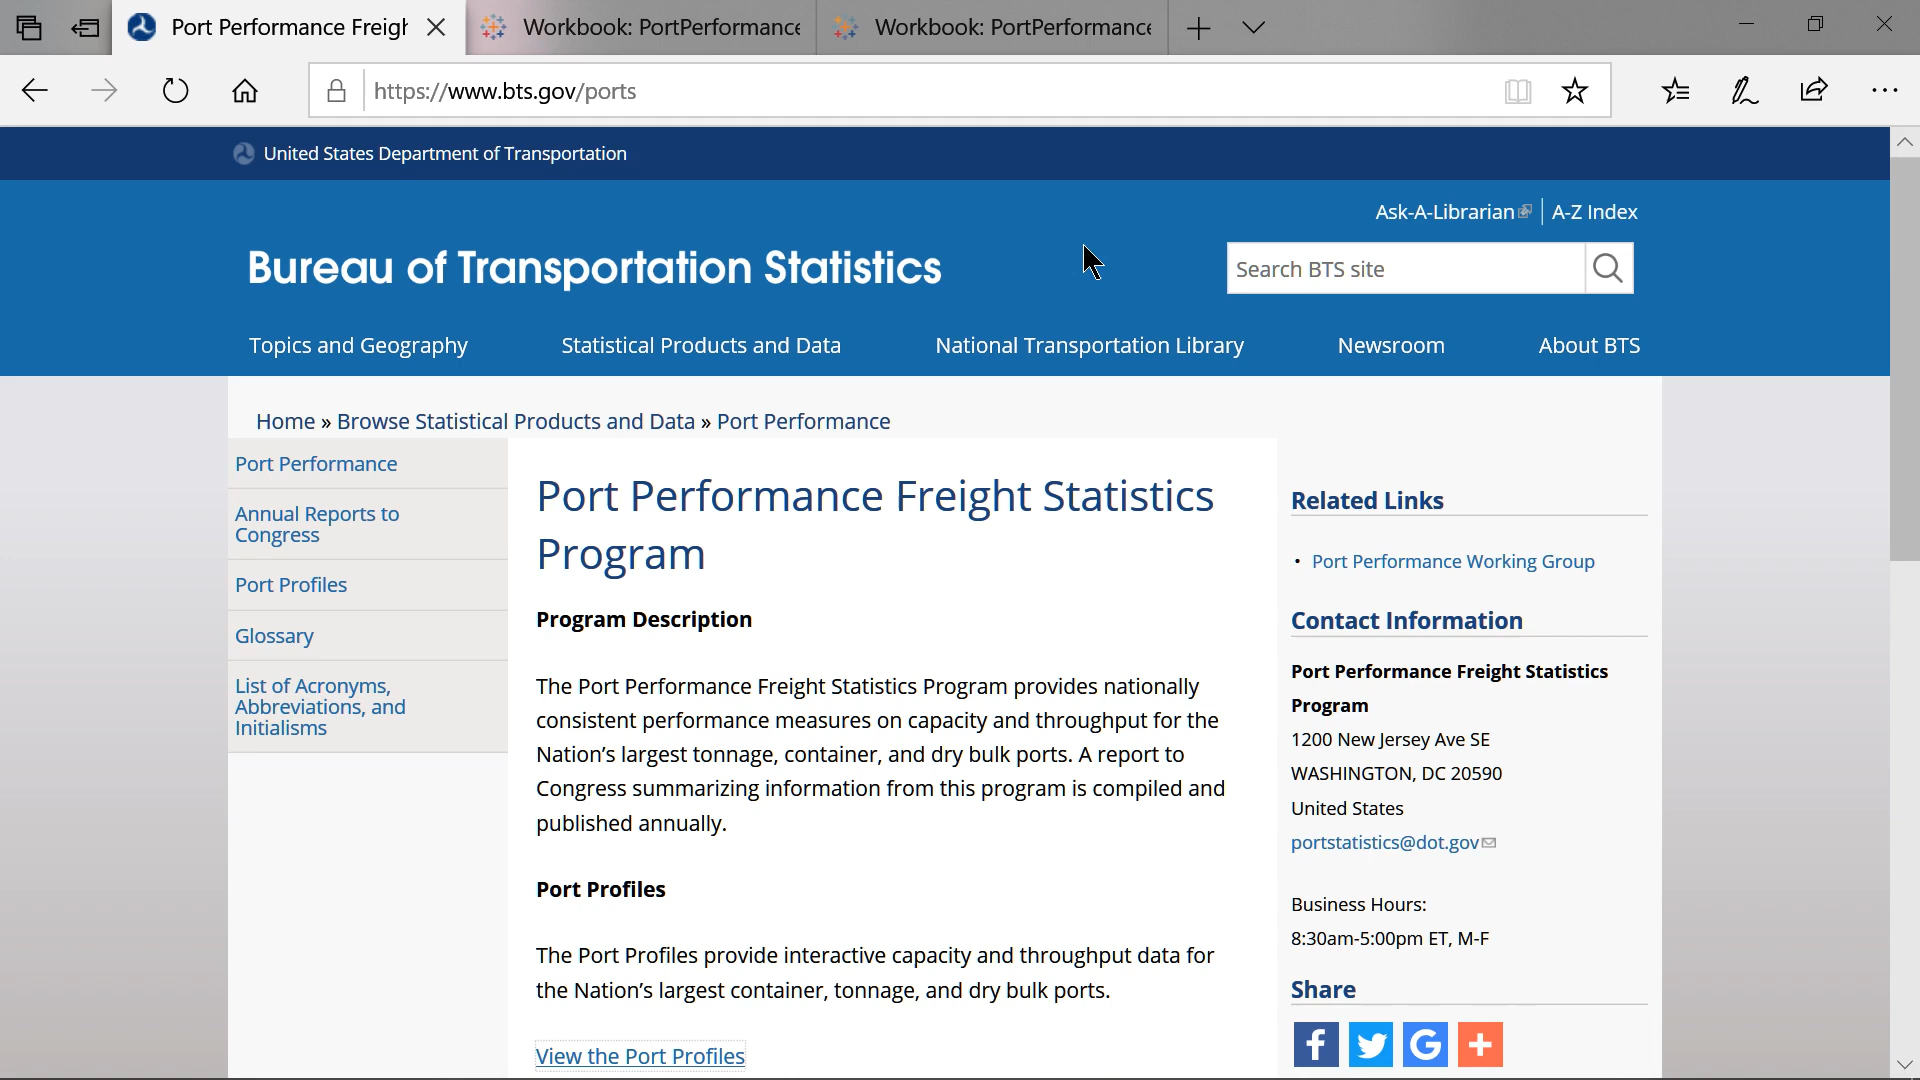 Port Performance Freigh
Workbook: PortPerformance
Workbook: PortPerformance
https://www.bts.gov/ports
United States Department of Transportation
Ask-A-Librarian
A-Z Index
Bureau of Transportation Statistics
Search BTS site
Topics and Geography
Statistical Products and Data
National Transportation Library
Newsroom
About BTS
Home » Browse Statistical Products and Data » Port Performance
Port Performance
Annual Reports to
Congress
Port Profiles
Glossary
List of Acronyms,
Abbreviations, and
Initialisms
Port Performance Freight Statistics
Program
Program Description
The Port Performance Freight Statistics Program provides nationally
consistent performance measures on capacity and throughput for the
Nation’s largest tonnage, container, and dry bulk ports. A report to
Congress summarizing information from this program is compiled and
published annually.
Port Profiles
The Port Profiles provide interactive capacity and throughput data for
the Nation’s largest container, tonnage, and dry bulk ports.
View the Port Profiles
Related Links
• Port Performance Working Group
Contact Information
Port Performance Freight Statistics
Program
1200 New Jersey Ave SE
WASHINGTON, DC 20590
United States
portstatistics@dot.gov
Business Hours:
8:30am-5:00pm ET, M-F
Share